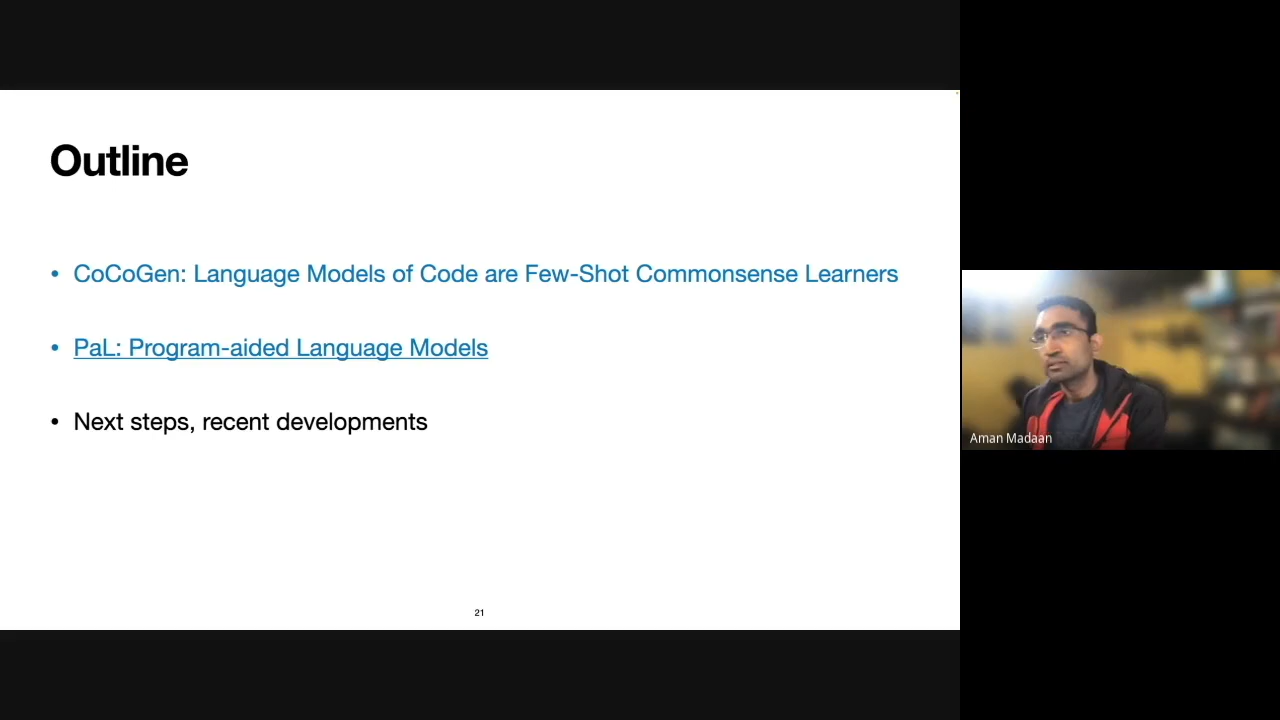 Outline
• CoCoGen: Language Models of Code are Few-Shot Commonsense Learners
• PaL: Program-aided Language Models
• Next steps, recent developments
21
Aman Madaan